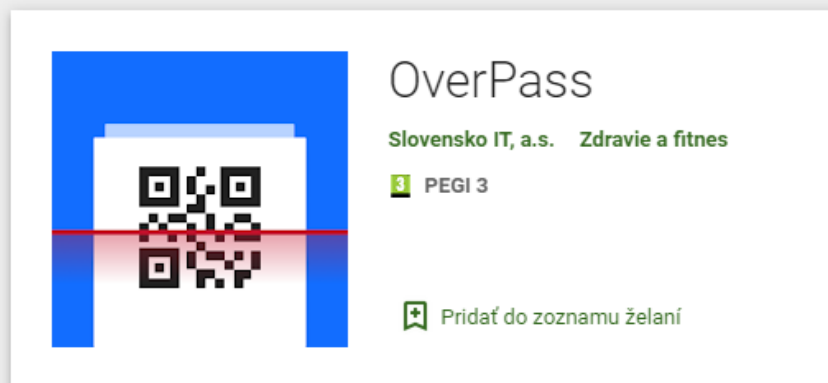 OverPass
Slovensko IT, a.s. Zdravie a fitnes
3 PEGI 3
Pridať do zoznamu želaní